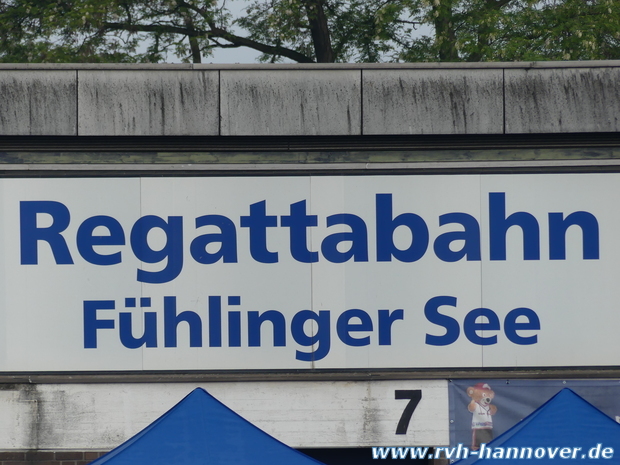 Regattabahn
Fühlinger See
7
www.rvh-hannover.de